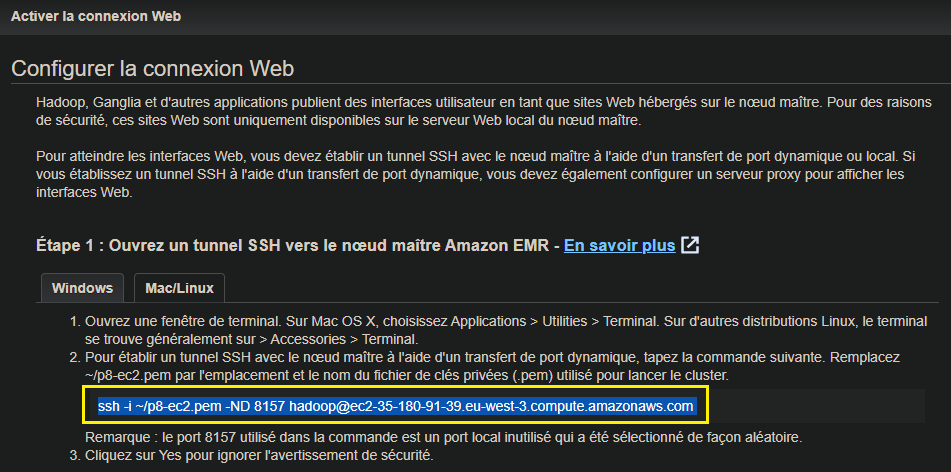 Activer la connexion Web
Configurer la connexion Web
Hadoop, Ganglia et d'autres applications publient des interfaces utilisateur en tant que sites Web hébergés sur le nœud maître. Pour des raisons
de sécurité, ces sites Web sont uniquement disponibles sur le serveur Web local du nœud maître.
Pour atteindre les interfaces Web, vous devez établir un tunnel SSH avec le nœud maître à l'aide d'un transfert de port dynamique ou local. Si
vous établissez un tunnel SSH à l'aide d'un transfert de port dynamique, vous devez également configurer un serveur proxy pour afficher les
interfaces Web.
Étape 1 : Ouvrez un tunnel SSH vers le nœud maître Amazon EMR - En savoir plus
Windows Mac/Linux
1. Ouvrez une fenêtre de terminal. Sur Mac OS X, choisissez Applications > Utilities > Terminal. Sur d'autres distributions Linux, le terminal
se trouve généralement sur > Accessories > Terminal.
2. Pour établir un tunnel SSH avec le nœud maître à l'aide d'un transfert de port dynamique, tapez la commande suivante. Remplacez
~/p8-ec2.pem par l'emplacement et le nom du fichier de clés privées (.pem) utilisé pour lancer le cluster.
ssh -i ~/p8-ec2.pem -ND 8157 hadoop@ec2-35-180-91-39.eu-west-3.compute.amazonaws.com
Remarque : le port 8157 utilisé dans la commande est un port local inutilisé qui a été sélectionné de façon aléatoire.
3. Cliquez sur Yes pour ignorer l'avertissement de sécurité.